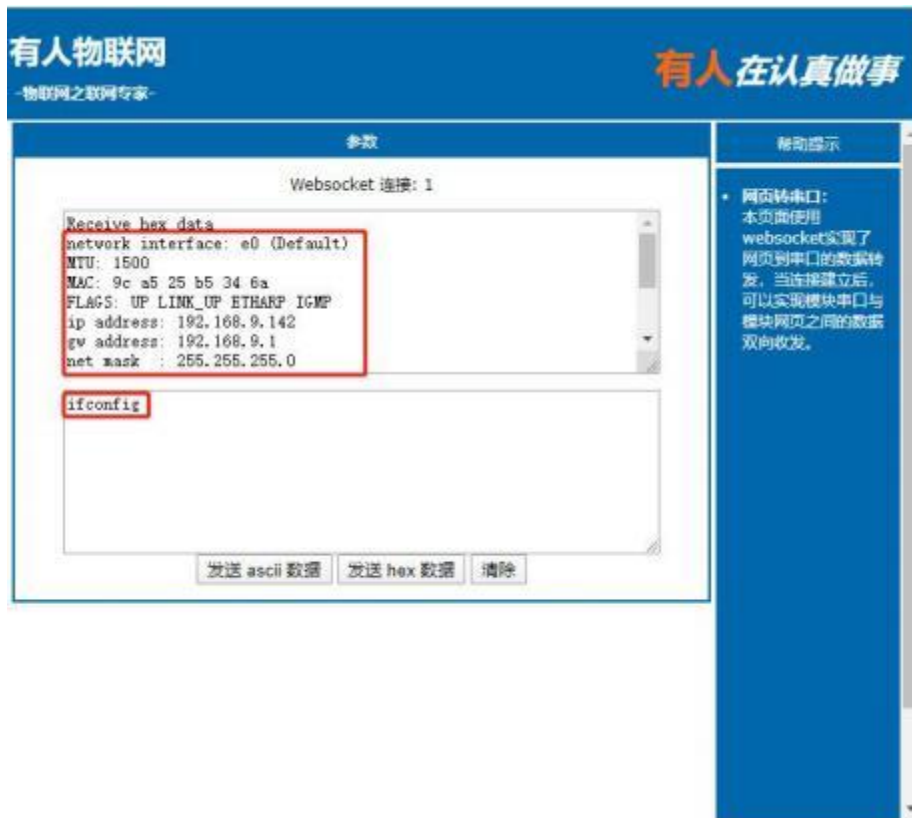 有人物联网
-物联网之联网专家-
有人在认真做事
参数
Websocket 连接: 1
Receive hex data
network interface: e0 (Default)
MTU: 1500
MAC: 9c a5 25 b5 34 6a
FLAGS: UP LINK_UP ETHARP IGMP
ip address: 192.168.9.142
gw address: 192.168.9.1
net mask : 255.255.255.0
ifconfig
发送 ascii 数据
发送 hex 数据
清除
帮助提示
• 网页转串口:
本页面使用
websocket实现了
网页到串口的数据转
发,当连接建立后,
可以实现模块串口与
模块网页之间的数据
双向收发。